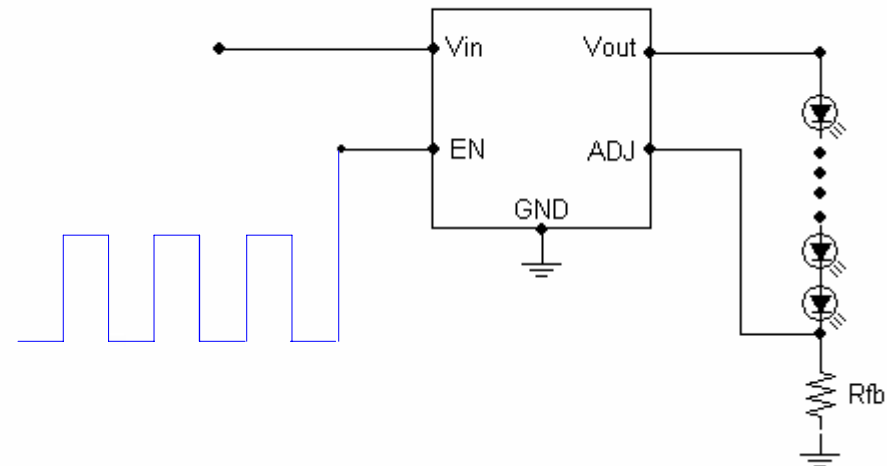 Vin
Vout
EN
ADJ
GND
Rfb